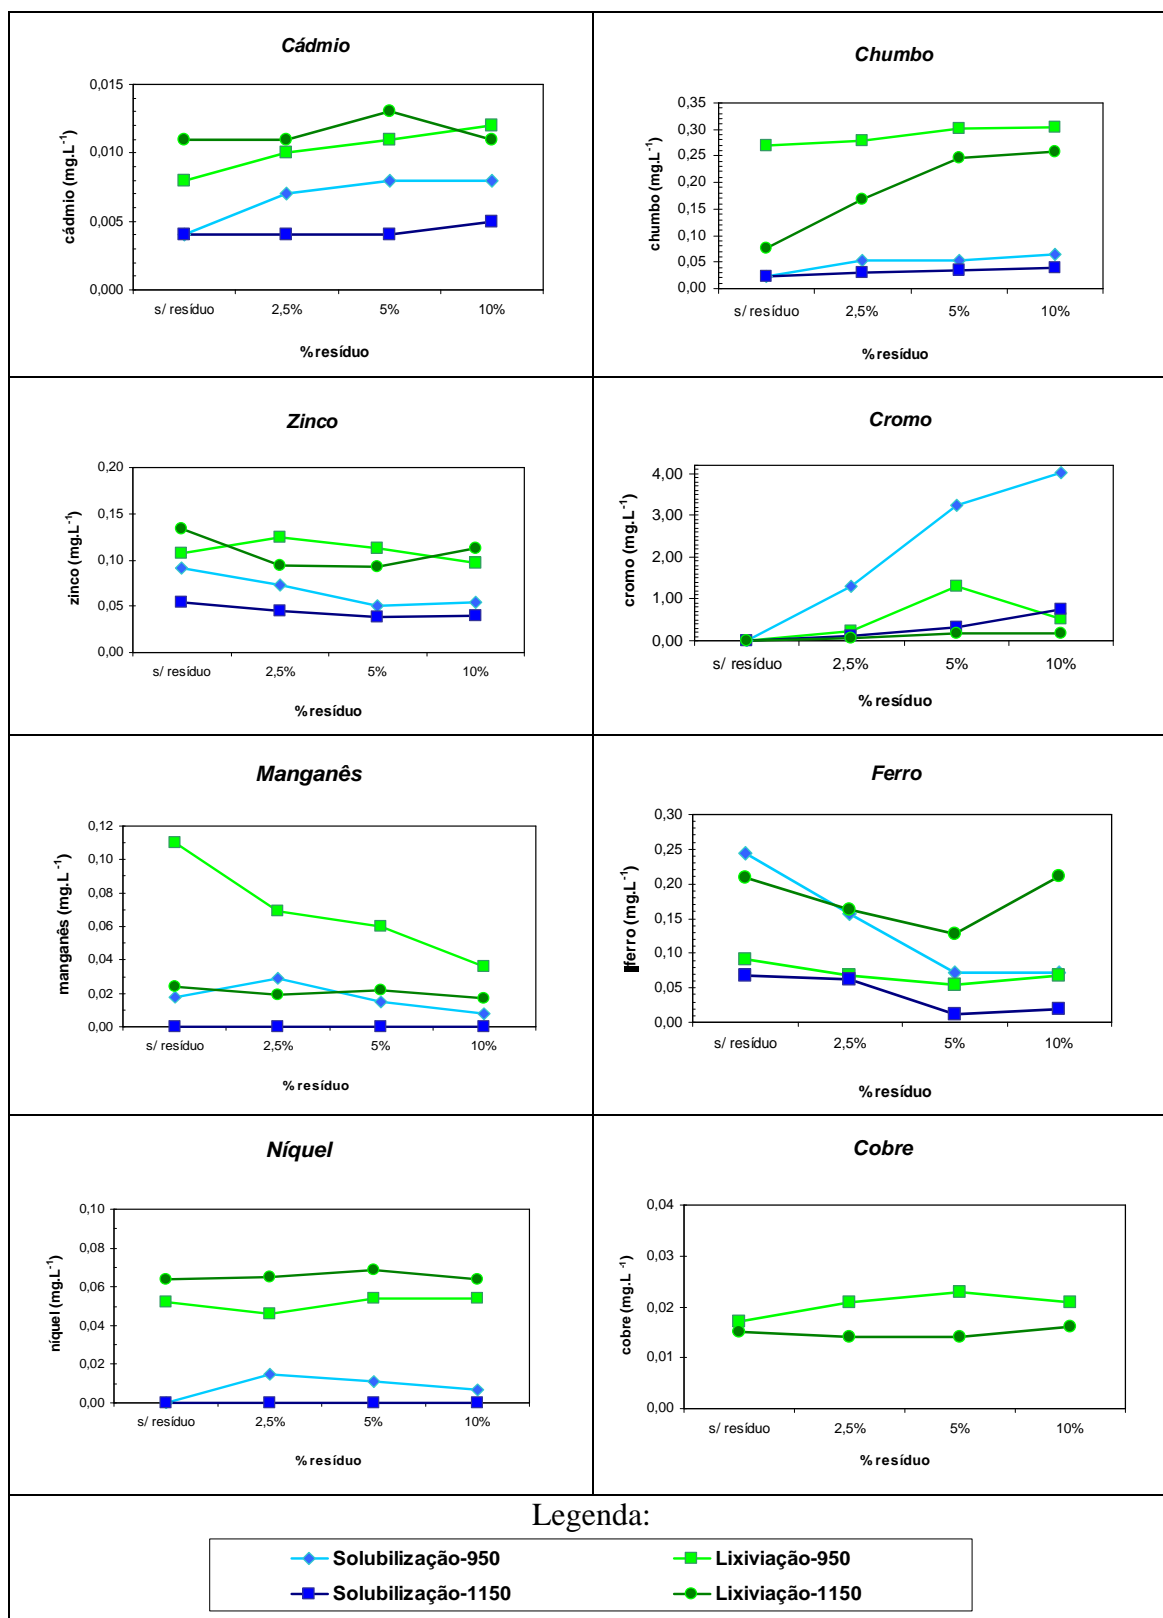 Cádmio
0,015
0,010
0,005
0,000
cádmio (mg.L⁻¹)
s/ resíduo 2,5% 5% 10%
% resíduo
Chumbo
0,35
0,30
0,25
0,20
0,15
0,10
0,05
0,00
chumbo (mg.L⁻¹)
s/ resíduo 2,5% 5% 10%
% resíduo
Zinco
0,20
0,15
0,10
0,05
0,00
zinco (mg.L⁻¹)
s/ resíduo 2,5% 5% 10%
% resíduo
Cromo
4,00
3,00
2,00
1,00
0,00
cromo (mg.L⁻¹)
s/ resíduo 2,5% 5% 10%
% resíduo
Manganês
0,12
0,10
0,08
0,06
0,04
0,02
0,00
manganês (mg.L⁻¹)
s/ resíduo 2,5% 5% 10%
% resíduo
Ferro
0,30
0,25
0,20
0,15
0,10
0,05
0,00
ferro (mg.L⁻¹)
s/ resíduo 2,5% 5% 10%
% resíduo
Níquel
0,10
0,08
0,06
0,04
0,02
0,00
níquel (mg.L⁻¹)
s/ resíduo 2,5% 5% 10%
% resíduo
Cobre
0,04
0,03
0,02
0,01
0,00
cobre (mg.L⁻¹)
s/ resíduo 2,5% 5% 10%
% resíduo
Legenda:
Solubilização-950 Lixiviação-950
Solubilização-1150 Lixiviação-1150